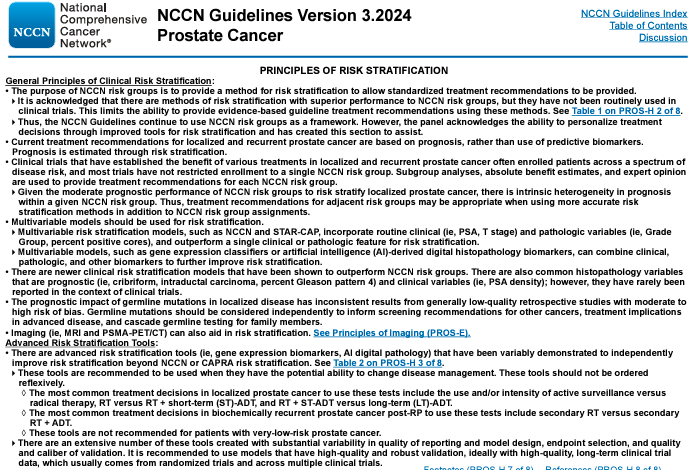 National
Comprehensive
Cancer
Network®
NCCN
NCCN Guidelines Version 3.2024
Prostate Cancer
NCCN Guidelines Index
Table of Contents
Discussion
PRINCIPLES OF RISK STRATIFICATION
General Principles of Clinical Risk Stratification:
• The purpose of NCCN risk groups is to provide a method for risk stratification to allow standardized treatment recommendations to be provided.
‣ It is acknowledged that there are methods of risk stratification with superior performance to NCCN risk groups, but they have not been routinely used in
clinical trials. This limits the ability to provide evidence-based guideline treatment recommendations using these methods. See Table 1 on PROS-H 2 of 8.
‣ Thus, the NCCN Guidelines continue to use NCCN risk groups as a framework. However, the panel acknowledges the ability to personalize treatment
decisions through improved tools for risk stratification and has created this section to assist.
• Current treatment recommendations for localized and recurrent prostate cancer are based on prognosis, rather than use of predictive biomarkers.
Prognosis is estimated through risk stratification.
• Clinical trials that have established the benefit of various treatments in localized and recurrent prostate cancer often enrolled patients across a spectrum of
disease risk, and most trials have not restricted enrollment to a single NCCN risk group. Subgroup analyses, absolute benefit estimates, and expert opinion
are used to provide treatment recommendations for each NCCN risk group.
‣ Given the moderate prognostic performance of NCCN risk groups to risk stratify localized prostate cancer, there is intrinsic heterogeneity in prognosis
within a given NCCN risk group. Thus, treatment recommendations for adjacent risk groups may be appropriate when using more accurate risk
stratification methods in addition to NCCN risk group assignments.
• Multivariable models should be used for risk stratification.
‣ Multivariable risk stratification models, such as NCCN and STAR-CAP, incorporate routine clinical (ie, PSA, T stage) and pathologic variables (ie, Grade
Group, percent positive cores), and outperform a single clinical or pathologic feature for risk stratification.
‣ Multivariable models, such as gene expression classifiers or artificial intelligence (AI)-derived digital histopathology biomarkers, can combine clinical,
pathologic, and other biomarkers to further improve risk stratification.
• There are newer clinical risk stratification models that have been shown to outperform NCCN risk groups. There are also common histopathology variables
that are prognostic (ie, cribriform, intraductal carcinoma, percent Gleason pattern 4) and clinical variables (ie, PSA density); however, they have rarely been
reported in the context of clinical trials.
• The prognostic impact of germline mutations in localized disease has inconsistent results from generally low-quality retrospective studies with moderate to
high risk of bias. Germline mutations should be considered independently to inform screening recommendations for other cancers, treatment implications
in advanced disease, and cascade germline testing for family members.
• Imaging (ie, MRI and PSMA-PET/CT) can also aid in risk stratification. See Principles of Imaging (PROS-E).
Advanced Risk Stratification Tools:
• There are advanced risk stratification tools (ie, gene expression biomarkers, AI digital pathology) that have been variably demonstrated to independently
improve risk stratification beyond NCCN or CAPRA risk stratification. See Table 2 on PROS-H 3 of 8.
‣ These tools are recommended to be used when they have the potential ability to change disease management. These tools should not be ordered
reflexively.
◊ The most common treatment decisions in localized prostate cancer to use these tests include the use and/or intensity of active surveillance versus
radical therapy, RT versus RT + short-term (ST)-ADT, and RT + ST-ADT versus long-term (LT)-ADT.
◊ The most common treatment decisions in biochemically recurrent prostate cancer post-RP to use these tests include secondary RT versus secondary
RT + ADT.
◊ These tools are not recommended for patients with very-low-risk prostate cancer.
‣ There are an extensive number of these tools created with substantial variability in quality of reporting and model design, endpoint selection, and quality
and caliber of validation. It is recommended to use models that have high-quality and robust validation, ideally with high-quality, long-term clinical trial
data, which usually comes from randomized trials and across multiple clinical trials.
Footnotes (PROS-H 7 of 8) References (PROS-H 8 of 8)